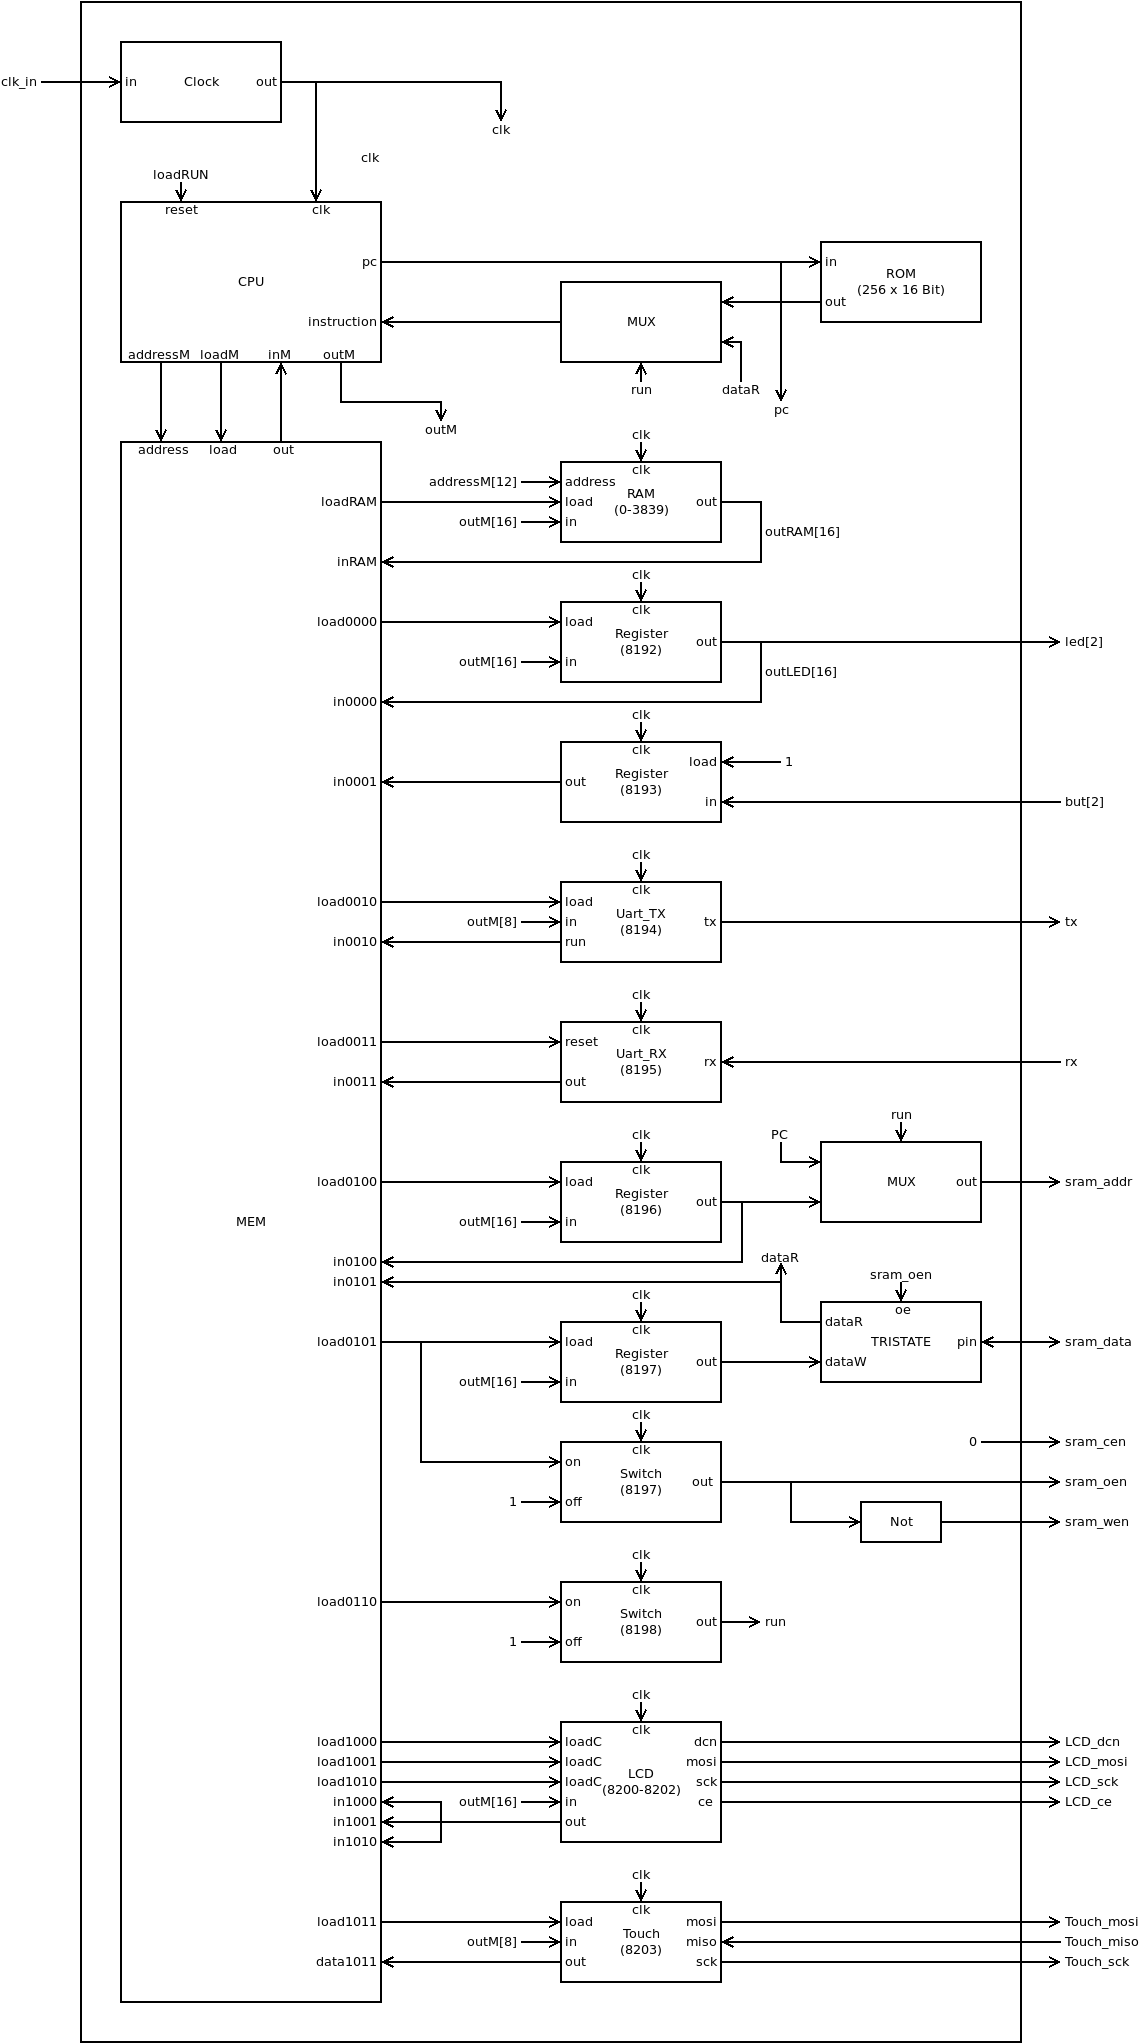 clk_in
in Clock out
clk
clk
loadRUN
reset clk
pc
in
ROM
(256 x 16 Bit)
out
CPU
MUX
instruction
addressM loadM inM outM
run
dataR
pc
outM
clk
address load out
addressM[12]
clk
address
RAM
loadRAM
load
(0-3839)
out
outM[16]
in
outRAM[16]
inRAM
clk
clk
load0000
load
Register
(8192)
out
led[2]
outM[16]
in
outLED[16]
in0000
clk
clk
load
1
in0001
out
Register
(8193)
in
but[2]
clk
clk
load0010
load
Uart_TX
(8194)
outM[8]
in
tx
tx
in0010
run
clk
clk
load0011
reset
Uart_RX
(8195)
rx
rx
in0011
out
run
clk
PC
clk
load0100
load
Register
(8196)
out
MUX
out
sram_addr
MEM
outM[16]
in
in0100
dataR
in0101
sram_oen
clk
oe
clk
dataR
load0101
load
Register
(8197)
out
TRISTATE
pin
sram_data
dataW
outM[16]
in
clk
clk
0
sram_cen
on
Switch
(8197)
out
sram_oen
1
off
Not
sram_wen
clk
clk
load0110
on
Switch
(8198)
out
run
1
off
clk
clk
load1000
loadC
dcn
LCD_dcn
load1001
loadC
mosi
LCD_mosi
LCD
(8200-8202)
load1010
loadC
sck
LCD_sck
in1000
outM[16]
in
ce
LCD_ce
in1001
out
in1010
clk
clk
load1011
load
Touch
(8203)
mosi
Touch_mosi
outM[8]
in
miso
Touch_miso
data1011
out
sck
Touch_sck